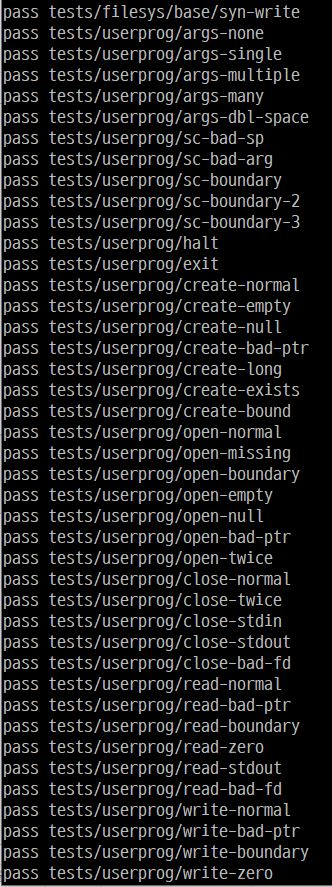 pass tests/filesys/base/syn-write
pass tests/userprog/args-none
pass tests/userprog/args-single
pass tests/userprog/args-multiple
pass tests/userprog/args-many
pass tests/userprog/args-dbl-space
pass tests/userprog/sc-bad-sp
pass tests/userprog/sc-bad-arg
pass tests/userprog/sc-boundary
pass tests/userprog/sc-boundary-2
pass tests/userprog/sc-boundary-3
pass tests/userprog/halt
pass tests/userprog/exit
pass tests/userprog/create-normal
pass tests/userprog/create-empty
pass tests/userprog/create-null
pass tests/userprog/create-bad-ptr
pass tests/userprog/create-long
pass tests/userprog/create-exists
pass tests/userprog/create-bound
pass tests/userprog/open-normal
pass tests/userprog/open-missing
pass tests/userprog/open-boundary
pass tests/userprog/open-empty
pass tests/userprog/open-null
pass tests/userprog/open-bad-ptr
pass tests/userprog/open-twice
pass tests/userprog/close-normal
pass tests/userprog/close-twice
pass tests/userprog/close-stdin
pass tests/userprog/close-stdout
pass tests/userprog/close-bad-fd
pass tests/userprog/read-normal
pass tests/userprog/read-bad-ptr
pass tests/userprog/read-boundary
pass tests/userprog/read-zero
pass tests/userprog/read-stdout
pass tests/userprog/read-bad-fd
pass tests/userprog/write-normal
pass tests/userprog/write-bad-ptr
pass tests/userprog/write-boundary
pass tests/userprog/write-zero